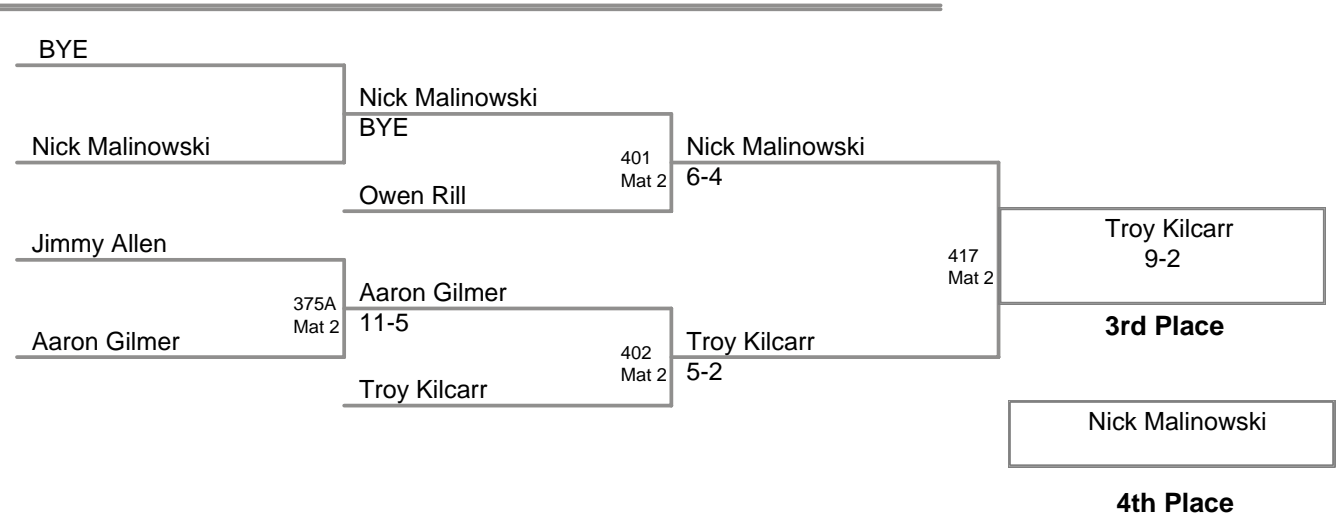 BYE
Nick Malinowski
BYE
Nick Malinowski
401
Mat 2
Nick Malinowski
6-4
Owen Rill
Jimmy Allen
417
Mat 2
Troy Kilcarr
9-2
3rd Place
375A
Mat 2
Aaron Gilmer
11-5
Aaron Gilmer
402
Mat 2
Troy Kilcarr
5-2
Troy Kilcarr
Nick Malinowski
4th Place